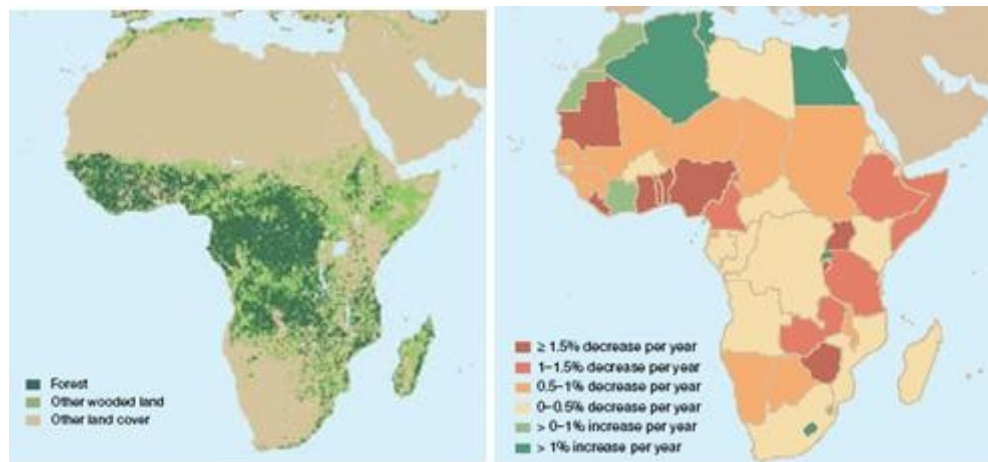 Forest
Other wooded land
Other land cover
≥ 1.5% decrease per year
1–1.5% decrease per year
0.5–1% decrease per year
0–0.5% decrease per year
> 0–1% increase per year
> 1% increase per year